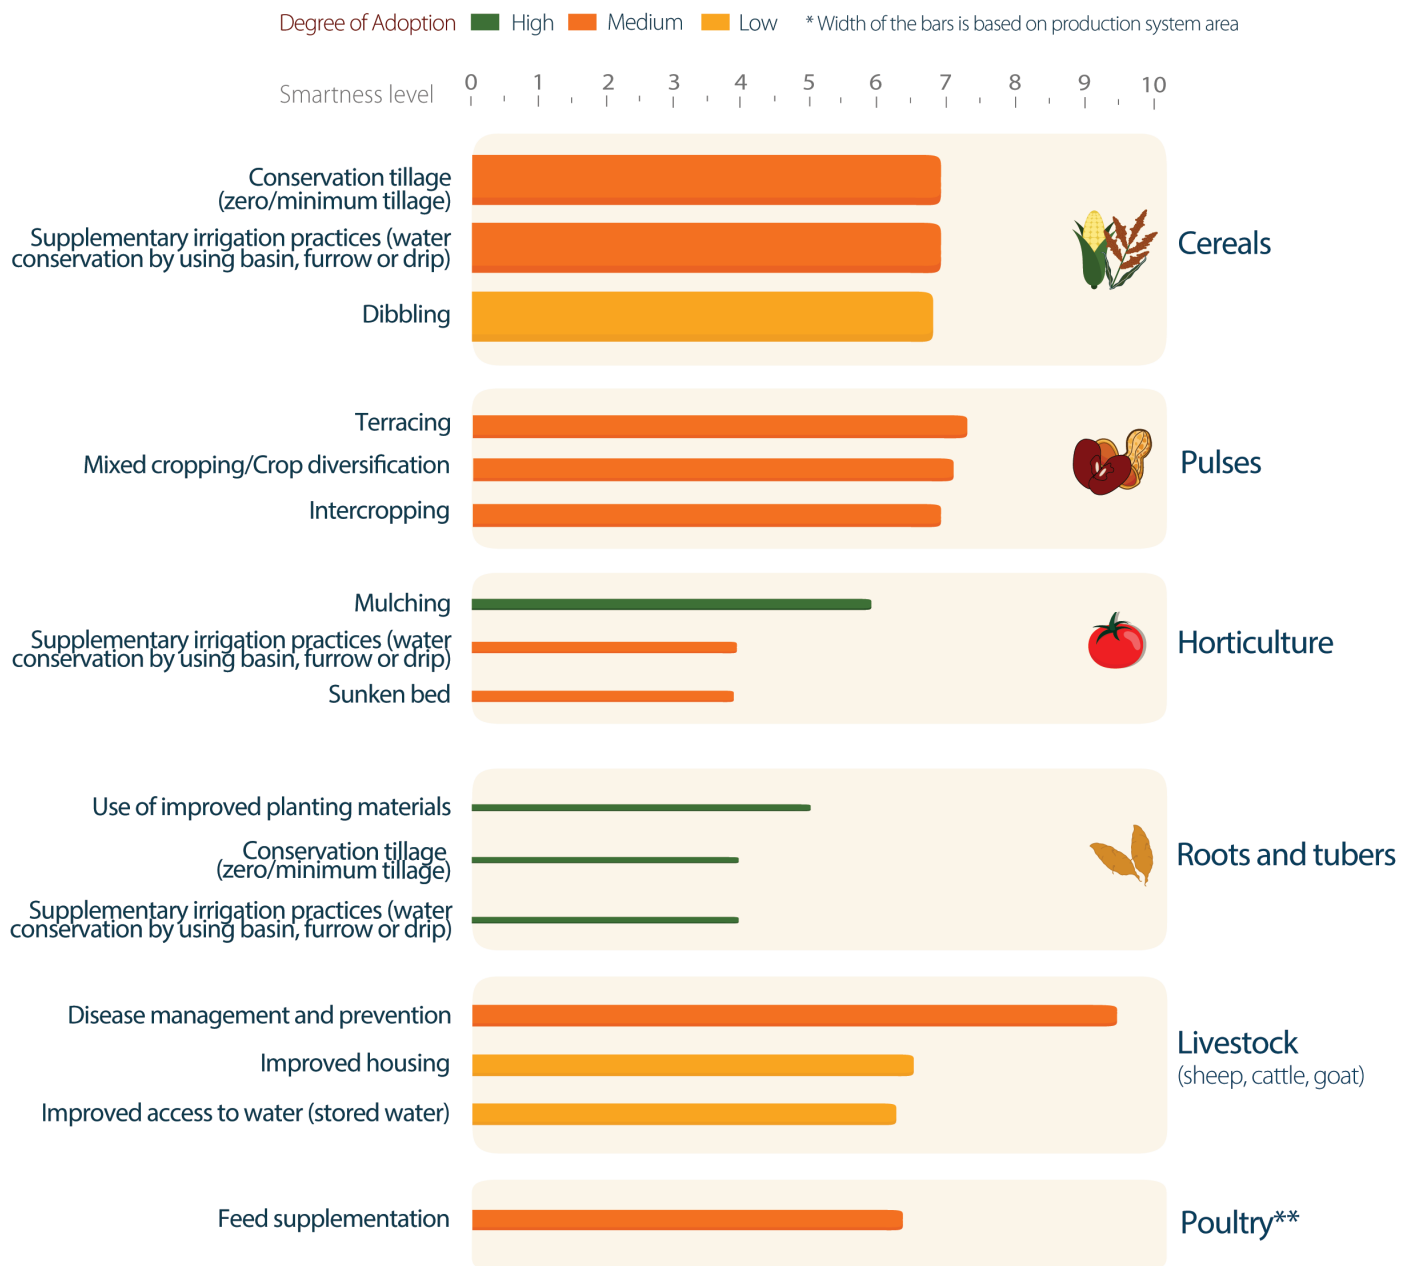 Degree of Adoption High Medium Low * Width of the bars is based on production system area
Smartness level 0 1 2 3 4 5 6 7 8 9 10
Conservation tillage
(zero/minimum tillage)
Supplementary irrigation practices (water
conservation by using basin, furrow or drip)
Dibbling
Cereals
Terracing
Mixed cropping/Crop diversification
Intercropping
Pulses
Mulching
Supplementary irrigation practices (water
conservation by using basin, furrow or drip)
Sunken bed
Horticulture
Use of improved planting materials
Conservation tillage
(zero/minimum tillage)
Supplementary irrigation practices (water
conservation by using basin, furrow or drip)
Roots and tubers
Disease management and prevention
Improved housing
Improved access to water (stored water)
Livestock
(sheep, cattle, goat)
Feed supplementation
Poultry**